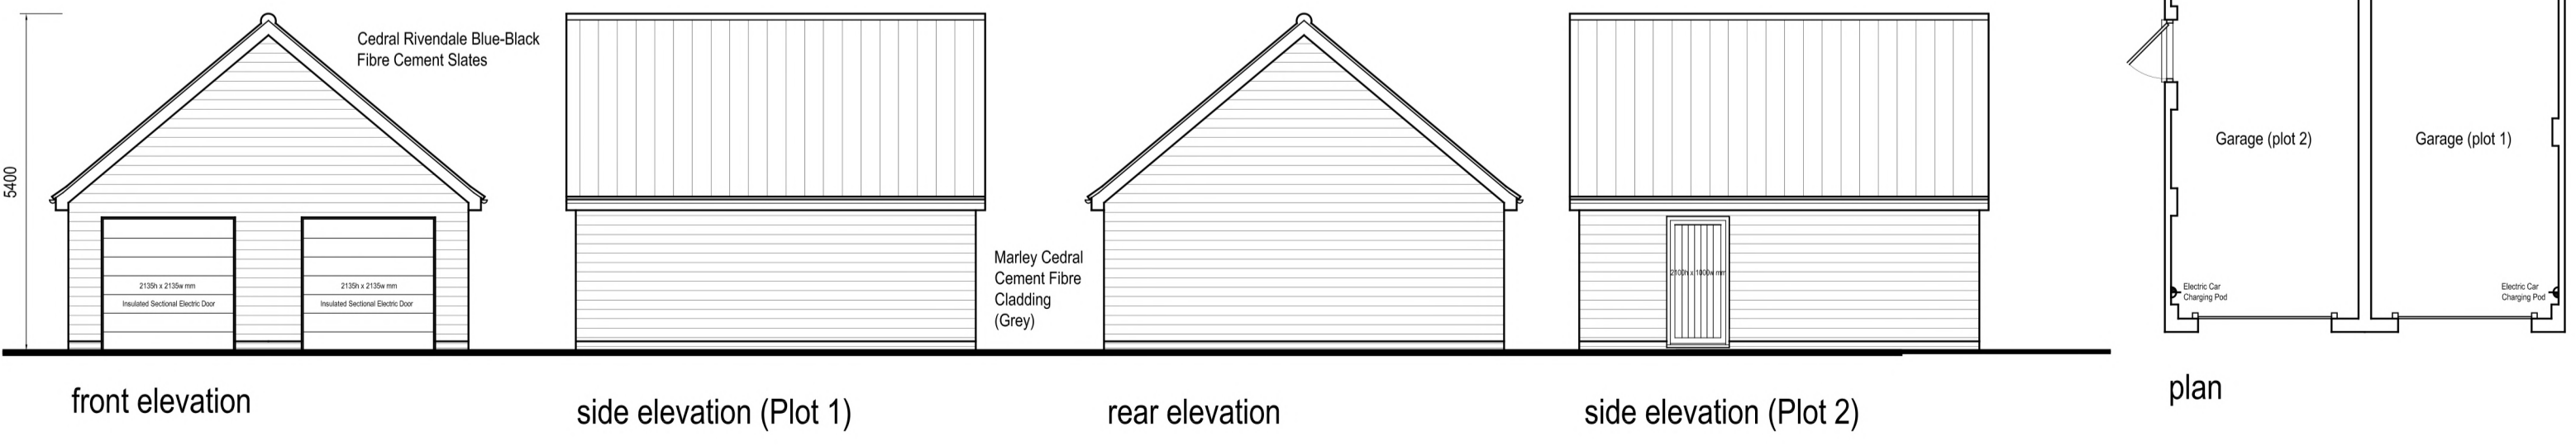 5400
Cedral Rivendale Blue-Black
Fibre Cement Slates
2135h x 2135w mm
Insulated Sectional Electric Door
2135h x 2135w mm
Insulated Sectional Electric Door
front elevation
side elevation (Plot 1)
Marley Cedral
Cement Fibre
Cladding
(Grey)
rear elevation
2100h x 1000w mm
side elevation (Plot 2)
Garage (plot 2)
Garage (plot 1)
Electric Car
Charging Pod
Electric Car
Charging Pod
plan